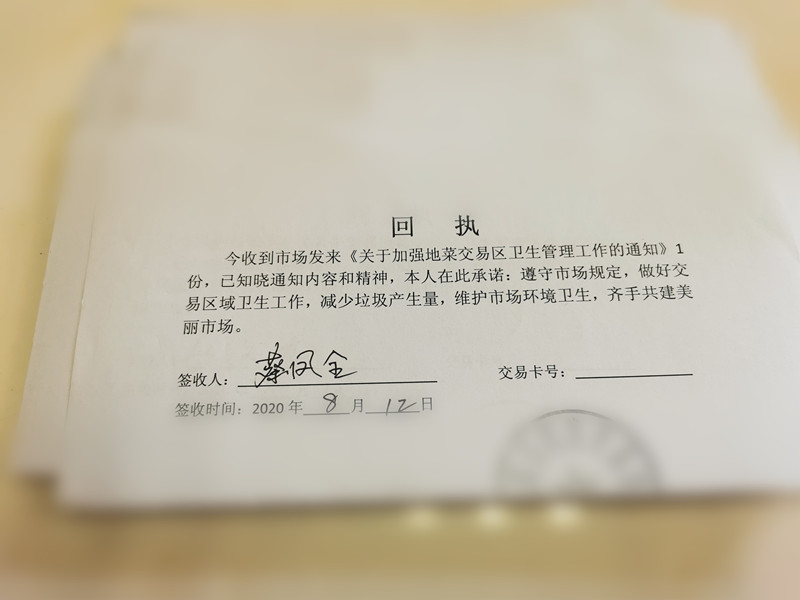 回 执
今收到市场发来《关于加强地菜交易区卫生管理工作的通知》1
份，已知晓通知内容和精神，本人在此承诺：遵守市场规定，做好交
易区域卫生工作，减少垃圾产生量，维护市场环境卫生，齐手共建美
丽市场。
签收人：蔡凤全 交易卡号：
签收时间：2020 年 8 月 12 日